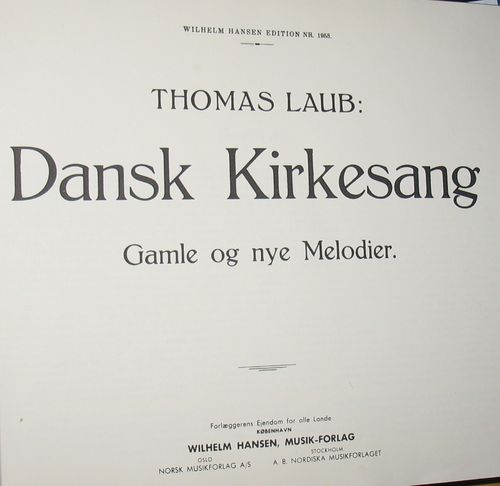 WILHELM HANSEN EDITION NR. 1988.
THOMAS LAUB:
Dansk Kirkesang
Gamle og nye Melodier.
Forlæggerens Ejendom for alle Lande
KØBENHAVN
WILHELM HANSEN, MUSIK-FORLAG
OSLO STOCKHOLM
NORSK MUSIKFORLAG A/S A. B. NORDISKA MUSIKFORLAGET